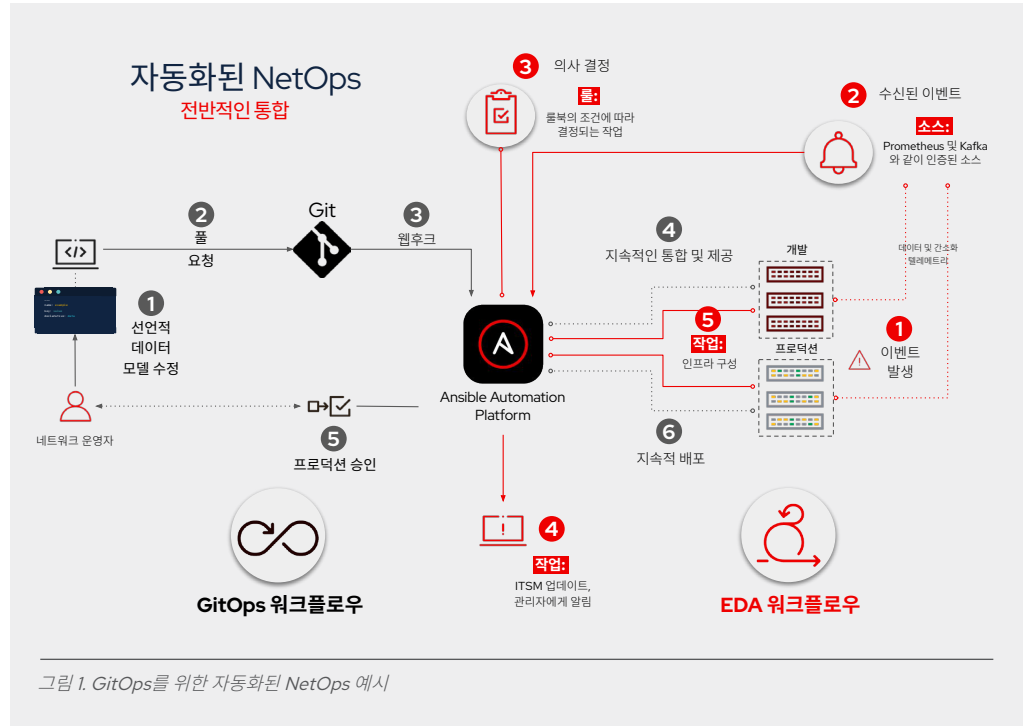 자동화된 NetOps
전반적인 통합
3
의사 결정
룰:
룰북의 조건에 따라
결정되는 작업
2
수신된 이벤트
소스:
Prometheus 및 Kafka
와 같이 인증된 소스
2
풀
요청
Git
3
웹후크
4
지속적인 통합 및 제공
개발
데이터 및 간소화
텔레메트리
</>
1
선언적
데이터
모델 수정
5
작업:
인프라 구성
프로덕션
1
이벤트
발생
네트워크 운영자
5
프로덕션 승인
Ansible Automation
Platform
6
지속적 배포
4
작업:
ITSM 업데이트,
관리자에게 알림
GitOps 워크플로우
EDA 워크플로우
그림 1. GitOps를 위한 자동화된 NetOps 예시